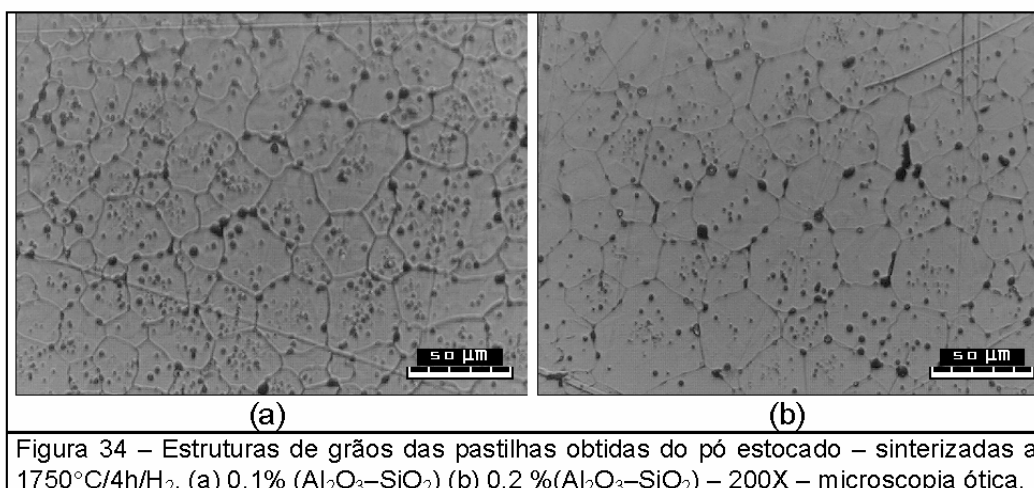 50 µm
50 µm
(a)
(b)
Figura 34 – Estruturas de grãos das pastilhas obtidas do pó estocado – sinterizadas a
1750°C/4h/H₂. (a) 0,1% (Al₂O₃–SiO₂) (b) 0,2 %(Al₂O₃–SiO₂) – 200X – microscopia ótica.